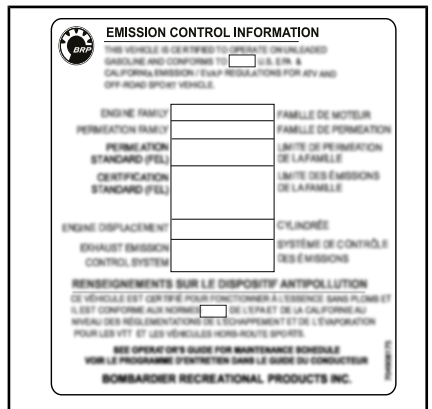 BRP
EMISSION CONTROL INFORMATION
THIS VEHICLE IS CERTIFIED TO OPERATE ON UNLEADED
GASOLINE AND CONFORMS TO U.S. EPA &
CALIFORNIA EMISSION / EVAP REGULATIONS FOR ATV AND
OFF-ROAD SPORT VEHICLE.
ENGINE FAMILY FAMILLE DE MOTEUR
PERMEATION FAMILY FAMILLE DE PERMEATION
PERMEATION LIMITE DE PERMEATION
STANDARD (FEL) DE LA FAMILLE
CERTIFICATION LIMITE DES ÉMISSIONS
STANDARD (FEL) DE LA FAMILLE
ENGINE DISPLACEMENT CYLINDRÉE
EXHAUST EMISSION SYSTÈME DE CONTRÔLE
CONTROL SYSTEM DES ÉMISSIONS
RENSEIGNEMENTS SUR LE DISPOSITIF ANTIPOLLUTION
CE VÉHICULE EST CERTIFIÉ POUR FONCTIONNER À L'ESSENCE SANS PLOMB ET
IL EST CONFORME AUX NORMES DE L'EPA ET DE LA CALIFORNIE AU
NIVEAU DES RÉGLEMENTATIONS DE L'ÉCHAPPEMENT ET DE L'ÉVAPORATION
POUR LES VTT ET LES VÉHICULES HORS-ROUTE SPORTS.
SEE OPERATOR'S GUIDE FOR MAINTENANCE SCHEDULE
VOIR LE PROGRAMME D'ENTRETIEN DANS LE GUIDE DU CONDUCTEUR
BOMBARDIER RECREATIONAL PRODUCTS INC.